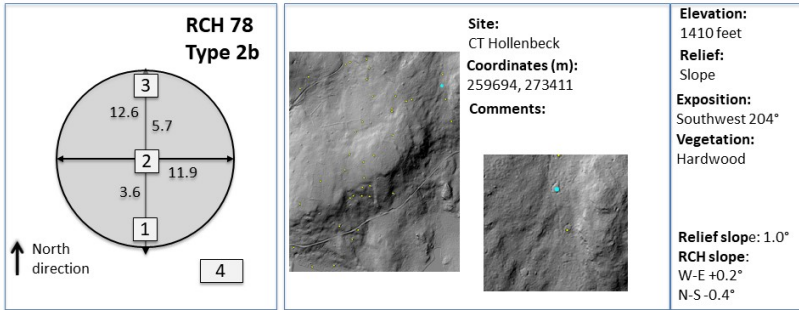 RCH 78
Type 2b
3
12.6
5.7
2
11.9
3.6
1
North
direction
4
Site:
CT Hollenbeck
Coordinates (m):
259694, 273411
Comments:
Elevation:
1410 feet
Relief:
Slope
Exposition:
Southwest 204°
Vegetation:
Hardwood
Relief slope: 1.0°
RCH slope:
W-E +0.2°
N-S -0.4°